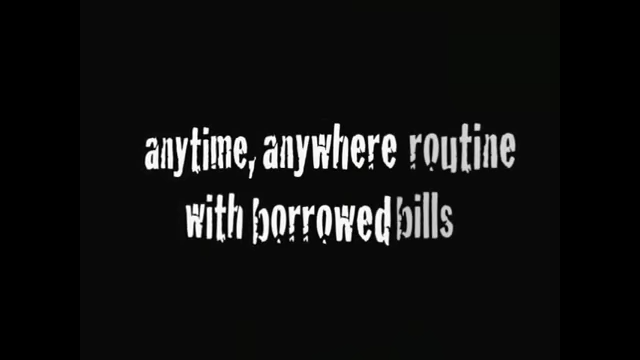 anytime, anywhere routine
with borrowed bills